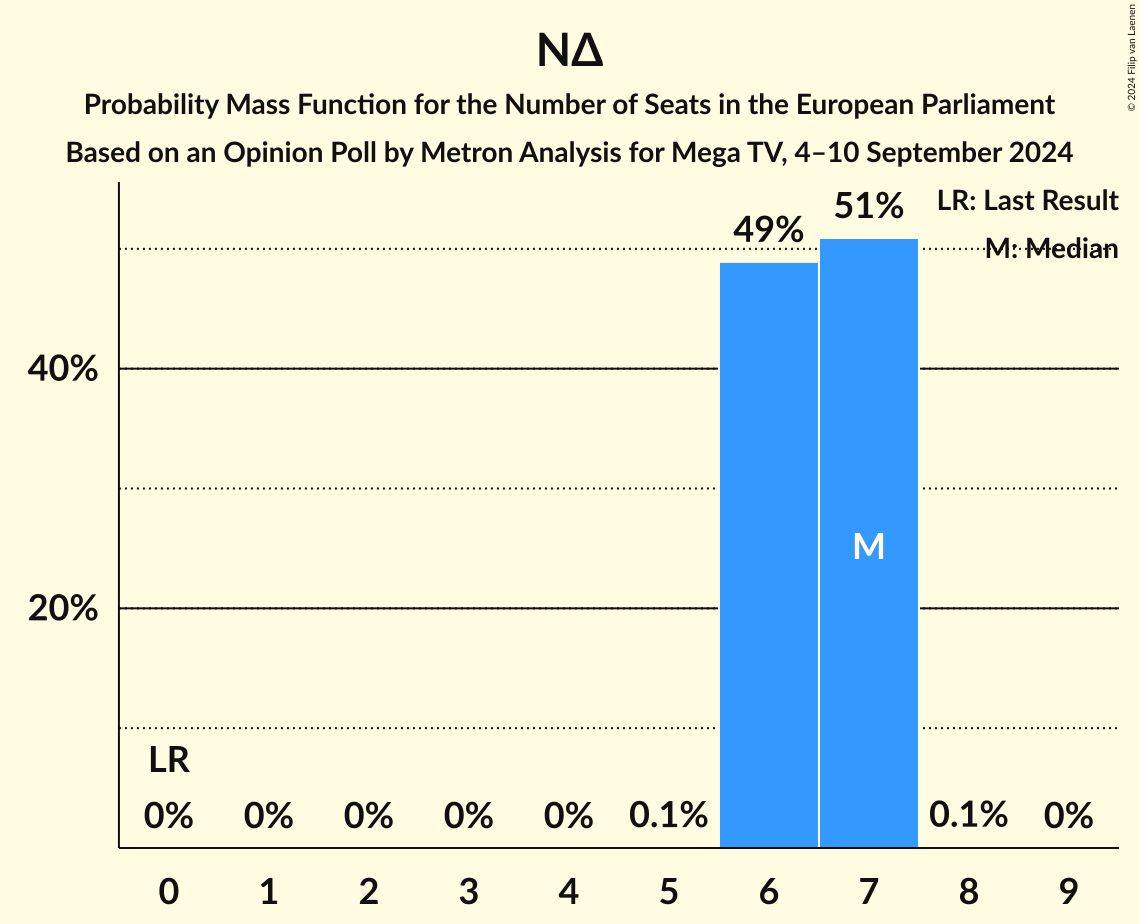 ΝΔ
Probability Mass Function for the Number of Seats in the European Parliament
Based on an Opinion Poll by Metron Analysis for Mega TV, 4–10 September 2024
© 2024 Filip van Laenen
LR: Last Result
M: Median
51%
49%
40%
20%
M
LR
0% 0% 0% 0% 0% 0.1% 0.1% 0%
0 1 2 3 4 5 6 7 8 9